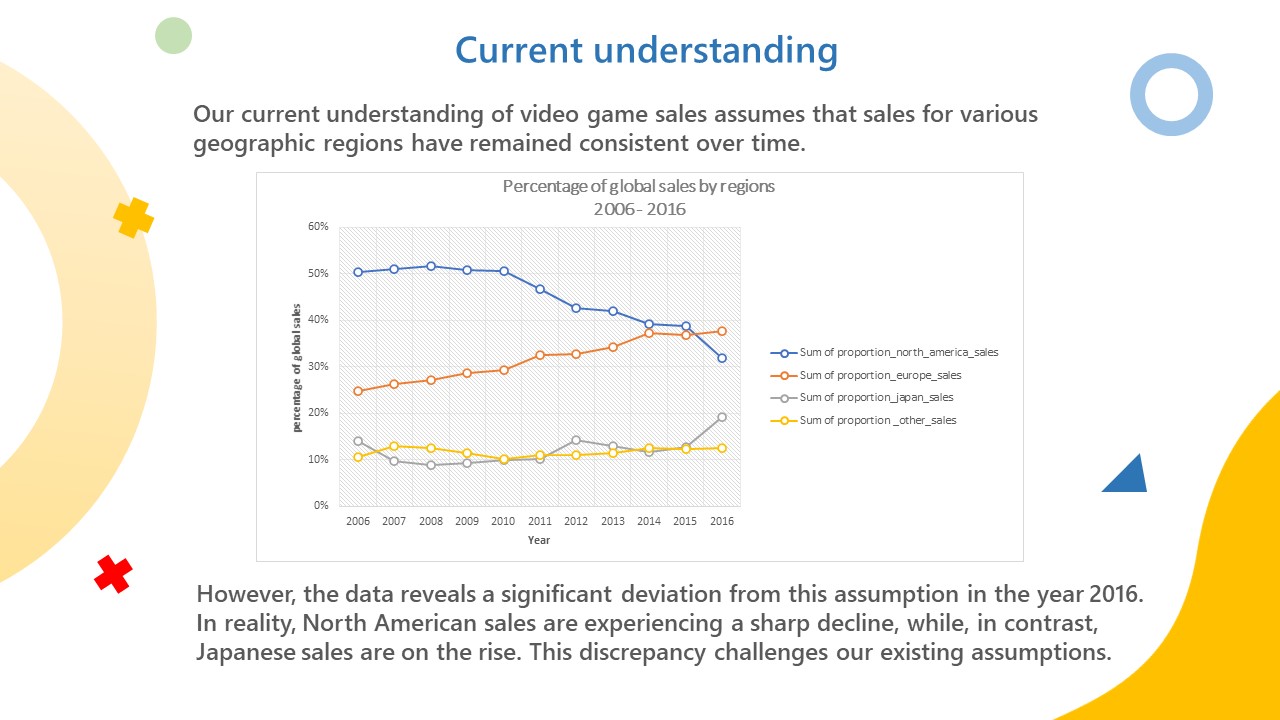 Current understanding
Our current understanding of video game sales assumes that sales for various
geographic regions have remained consistent over time.
Percentage of global sales by regions
2006 - 2016
60%
50%
40%
30%
20%
10%
0%
percentage of global sales
2006 2007 2008 2009 2010 2011 2012 2013 2014 2015 2016
Year
Sum of proportion_north_america_sales
Sum of proportion_europe_sales
Sum of proportion_japan_sales
Sum of proportion _other_sales
However, the data reveals a significant deviation from this assumption in the year 2016.
In reality, North American sales are experiencing a sharp decline, while, in contrast,
Japanese sales are on the rise. This discrepancy challenges our existing assumptions.